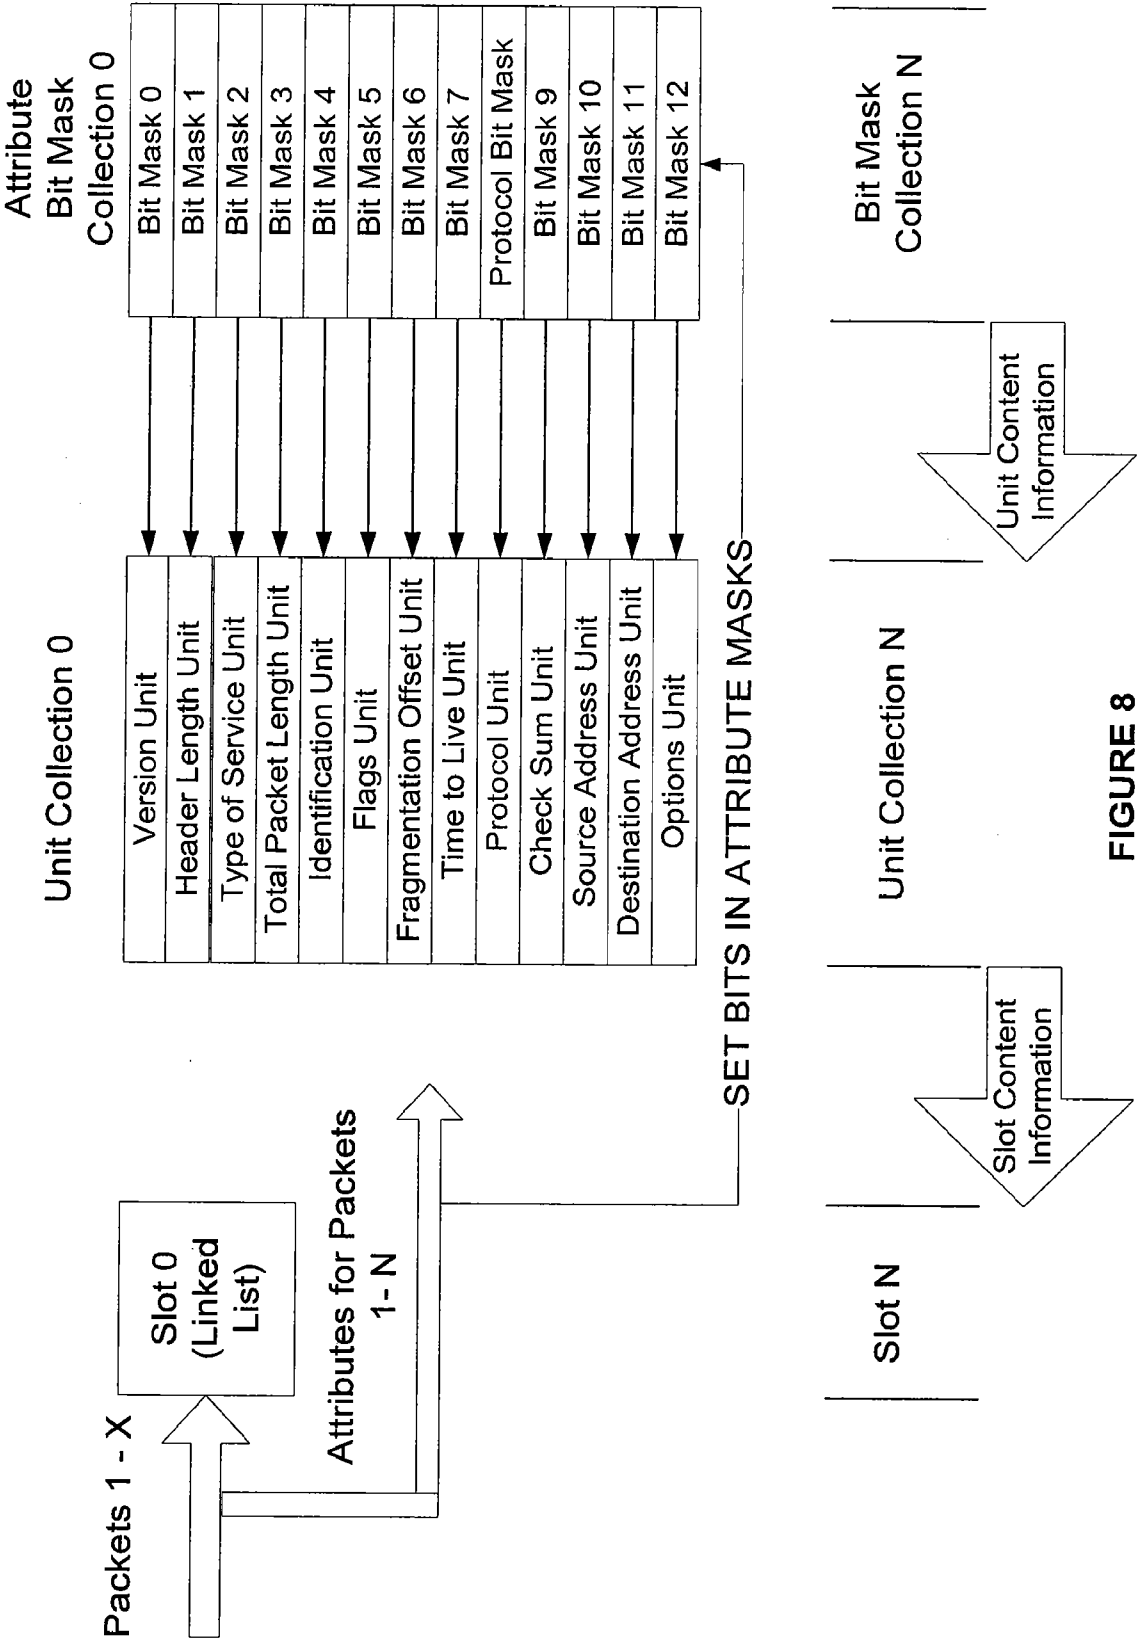 Packets 1 - X
Slot 0
(Linked
List)
Attributes for Packets
1- N
Unit Collection 0
Version Unit
Header Length Unit
Type of Service Unit
Total Packet Length Unit
Identification Unit
Flags Unit
Fragmentation Offset Unit
Time to Live Unit
Protocol Unit
Check Sum Unit
Source Address Unit
Destination Address Unit
Options Unit
Attribute
Bit Mask
Collection 0
Bit Mask 0
Bit Mask 1
Bit Mask 2
Bit Mask 3
Bit Mask 4
Bit Mask 5
Bit Mask 6
Bit Mask 7
Protocol Bit Mask
Bit Mask 9
Bit Mask 10
Bit Mask 11
Bit Mask 12
SET BITS IN ATTRIBUTE MASKS
Slot N
Slot Content
Information
Unit Collection N
Unit Content
Information
Bit Mask
Collection N
FIGURE 8